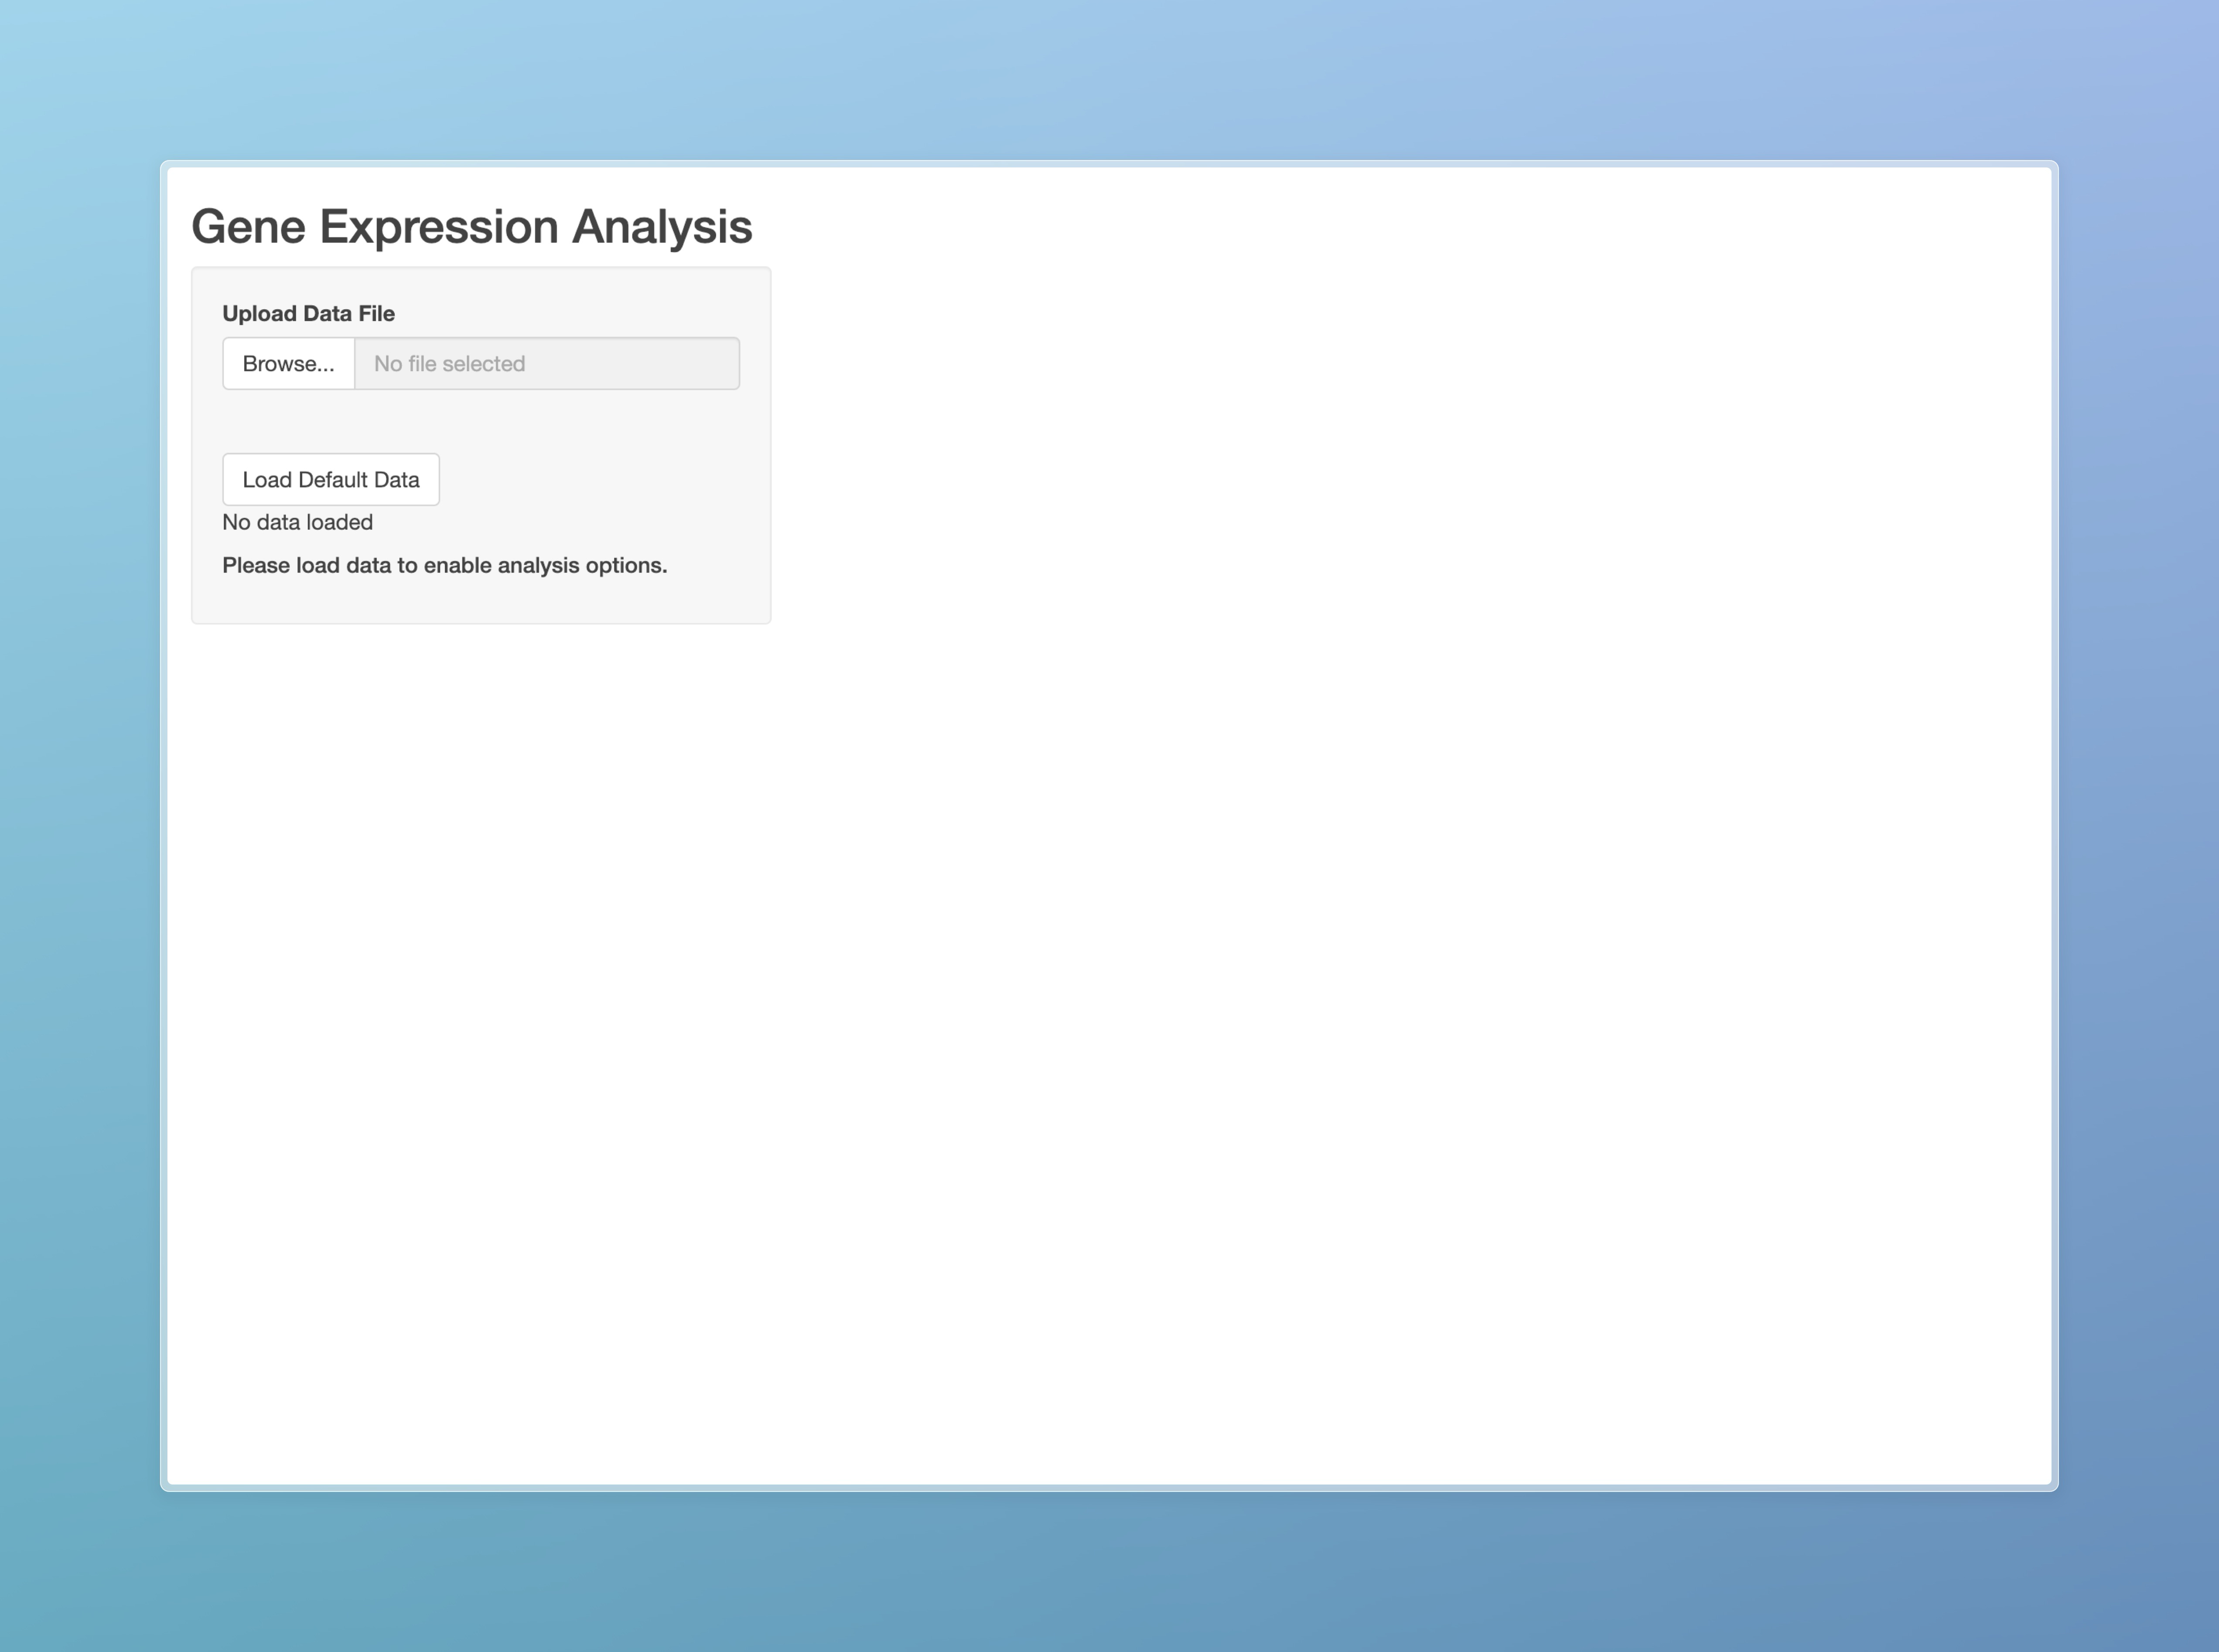 Gene Expression Analysis
Upload Data File
Browse... No file selected
Load Default Data
No data loaded
Please load data to enable analysis options.